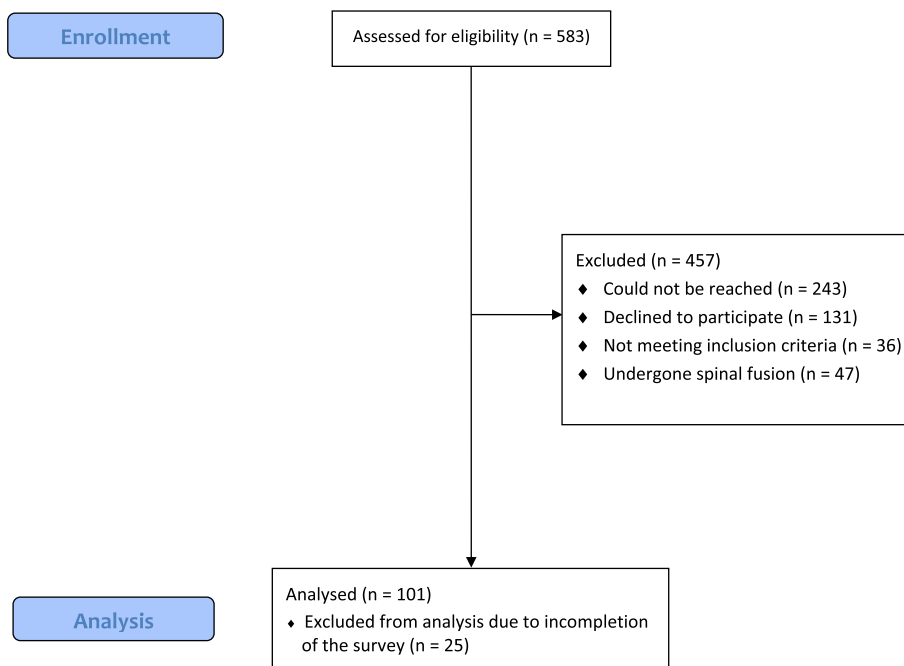 Enrollment
Assessed for eligibility (n = 583)
Excluded (n = 457)
♦ Could not be reached (n = 243)
♦ Declined to participate (n = 131)
♦ Not meeting inclusion criteria (n = 36)
♦ Undergone spinal fusion (n = 47)
Analysis
Analysed (n = 101)
♦ Excluded from analysis due to incompletion
of the survey (n = 25)